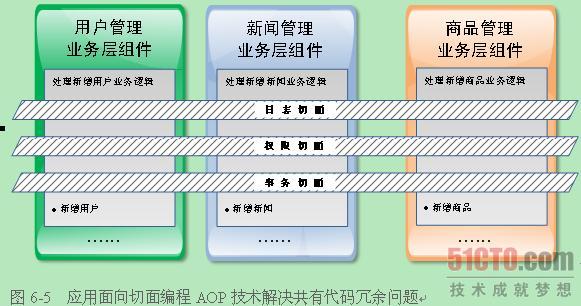 用户管理
业务层组件
新闻管理
业务层组件
商品管理
业务层组件
处理新增用户业务逻辑
处理新增新闻业务逻辑
处理新增商品业务逻辑
日志切面
权限切面
事务切面
• 新增用户
• 新增新闻
• 新增商品
……
……
……
51CTO.com
技术成就梦想
图 6-5 应用面向切面编程 AOP 技术解决共有代码冗余问题